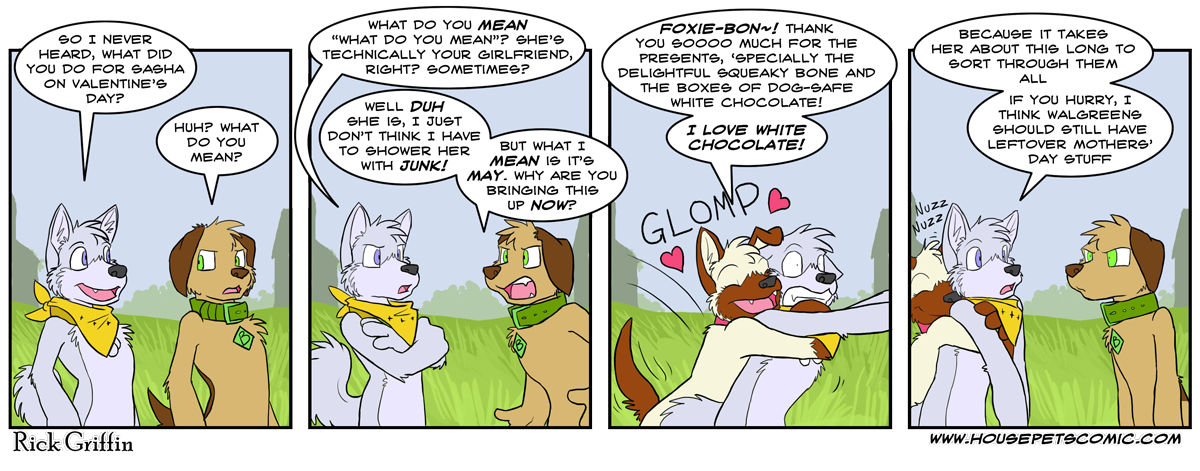 SO I NEVER
HEARD, WHAT DID
YOU DO FOR SASHA
ON VALENTINE'S
DAY?
HUH? WHAT
DO YOU
MEAN?
WHAT DO YOU MEAN
"WHAT DO YOU MEAN"? SHE'S
TECHNICALLY YOUR GIRLFRIEND,
RIGHT? SOMETIMES?
WELL DUH
SHE IS, I JUST
DON'T THINK I HAVE
TO SHOWER HER
WITH JUNK!
BUT WHAT I
MEAN IS IT'S
MAY. WHY ARE YOU
BRINGING THIS
UP NOW?
FOXIE-BON~! THANK
YOU SOOOO MUCH FOR THE
PRESENTS, 'SPECIALLY THE
DELIGHTFUL SQUEAKY BONE AND
THE BOXES OF DOG-SAFE
WHITE CHOCOLATE!
I LOVE WHITE
CHOCOLATE!
GLOMP
BECAUSE IT TAKES
HER ABOUT THIS LONG TO
SORT THROUGH THEM
ALL
IF YOU HURRY, I
THINK WALGREENS
SHOULD STILL HAVE
LEFTOVER MOTHERS'
DAY STUFF
NUZZ
NUZZ
B
B
Rick Griffin
WWW.HOUSEPETSCOMIC.COM